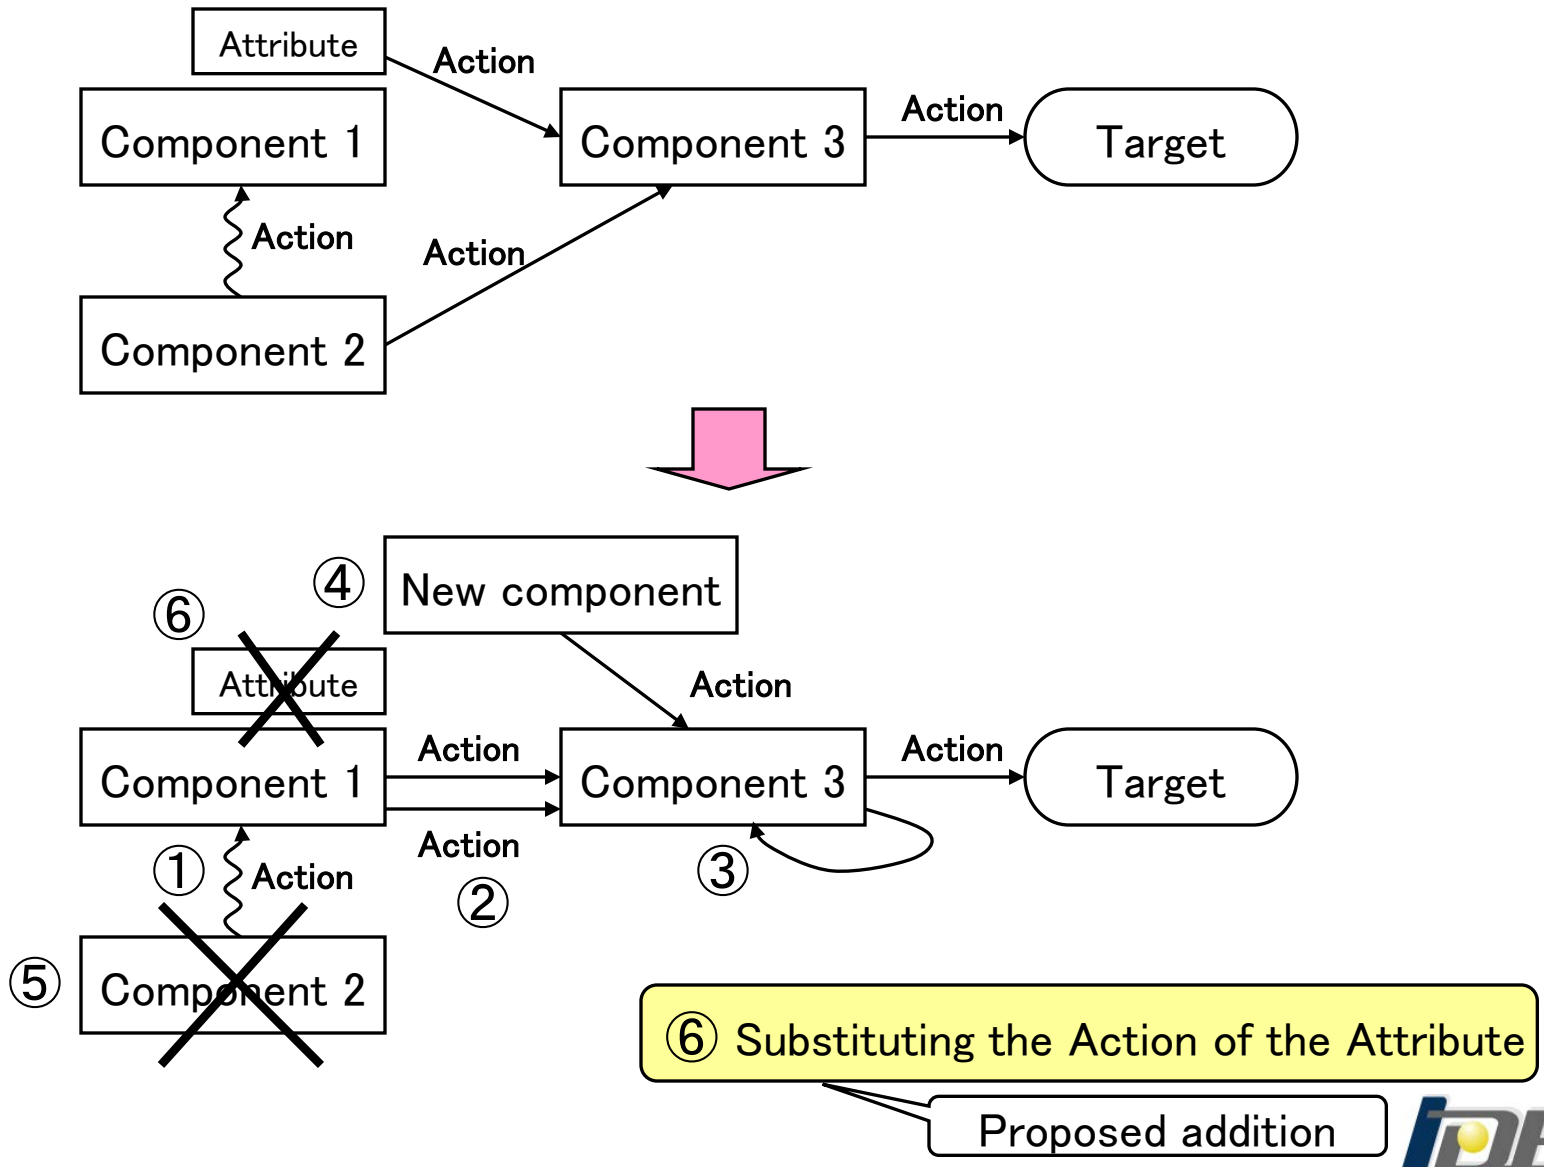 Attribute
Action
Component 1
Component 3
Action
Target
Action
Action
Component 2
④
New component
⑥
Attribute
Action
Component 1
Action
Component 3
Action
Target
①
Action
Action
②
③
⑤
Component 2
⑥ Substituting the Action of the Attribute
Proposed addition